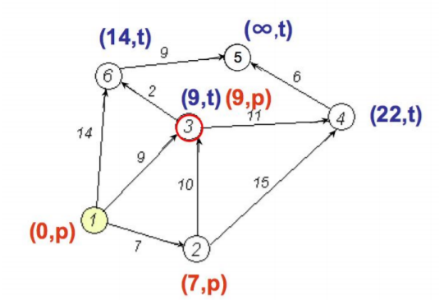 (14,t)
9
(∞,t)
5
6
2
6
(9,t) (9,p)
14
3
11
4
(22,t)
9
10
15
1
(0,p)
7
2
(7,p)